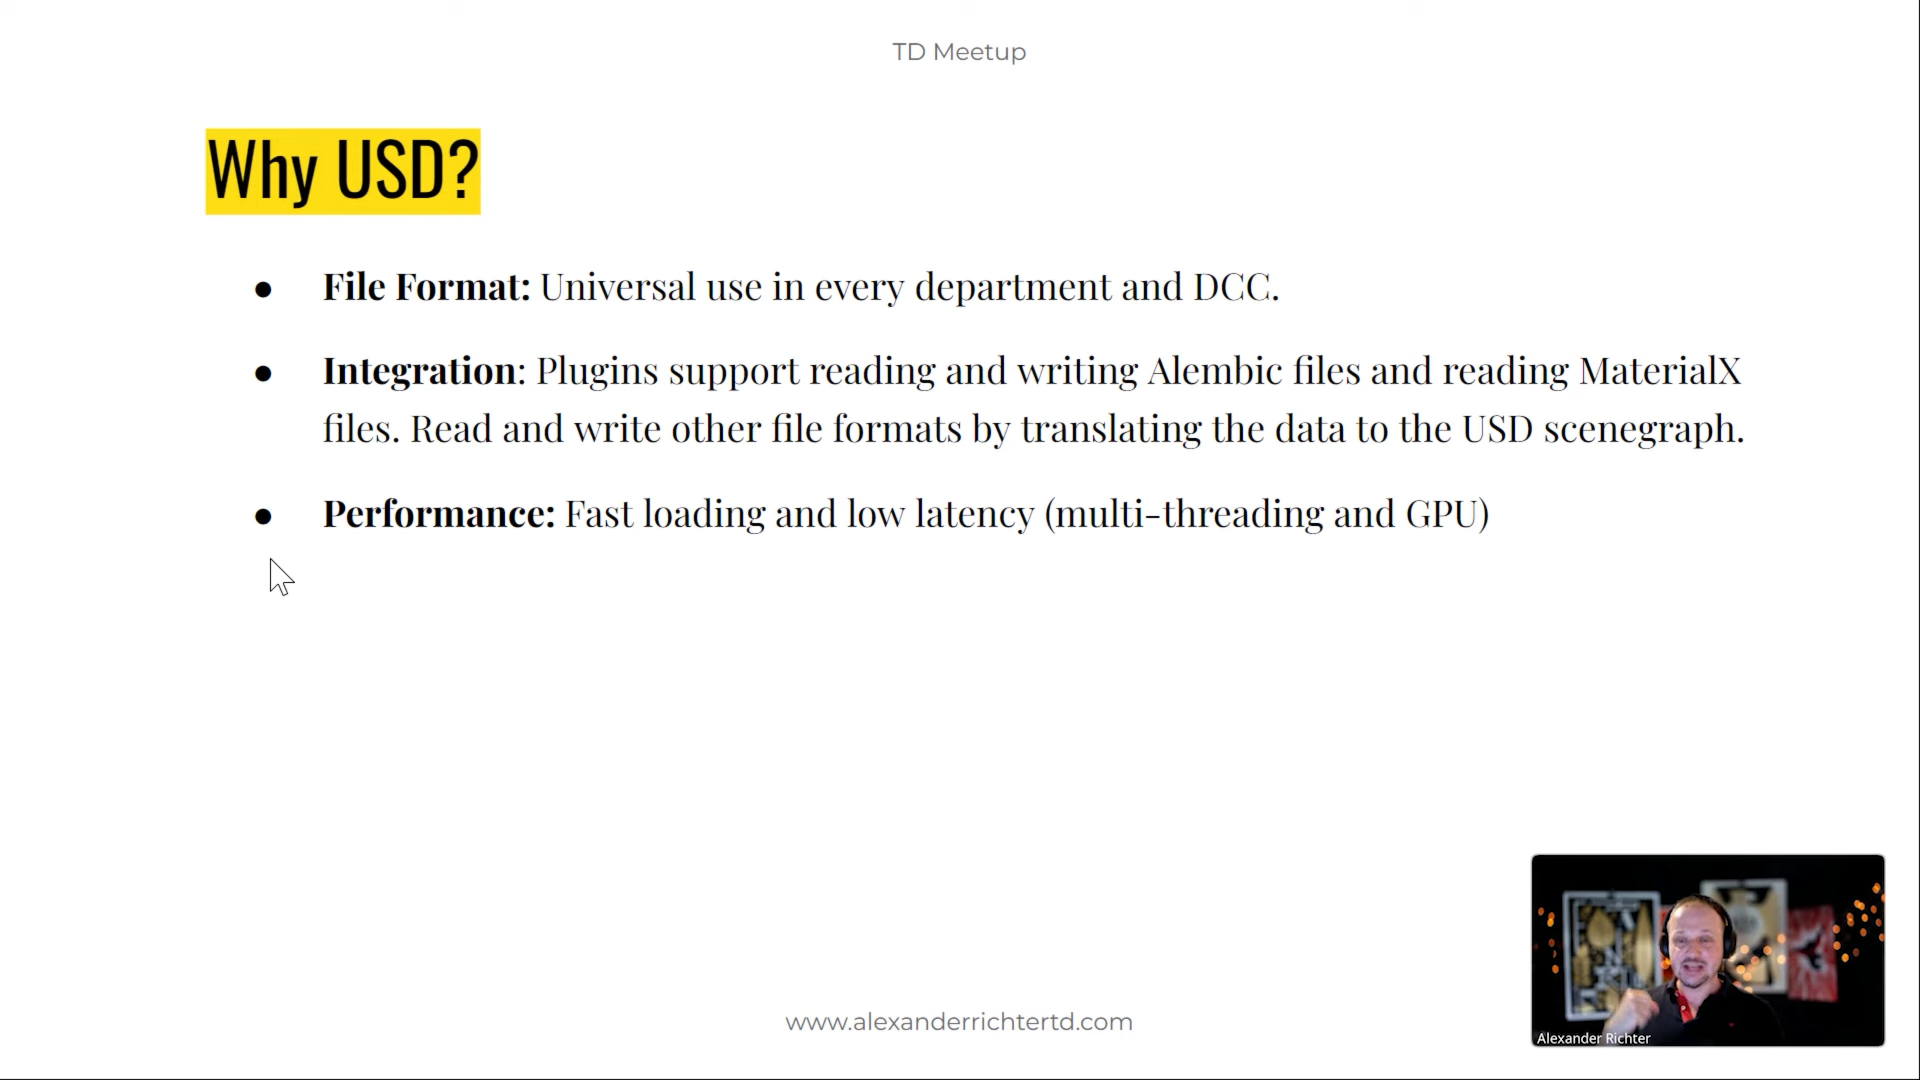 TD Meetup
Why USD?
● File Format: Universal use in every department and DCC.
● Integration: Plugins support reading and writing Alembic files and reading MaterialX
files. Read and write other file formats by translating the data to the USD scenegraph.
● Performance: Fast loading and low latency (multi-threading and GPU)
www.alexanderrichtertd.com
Alexander Richter